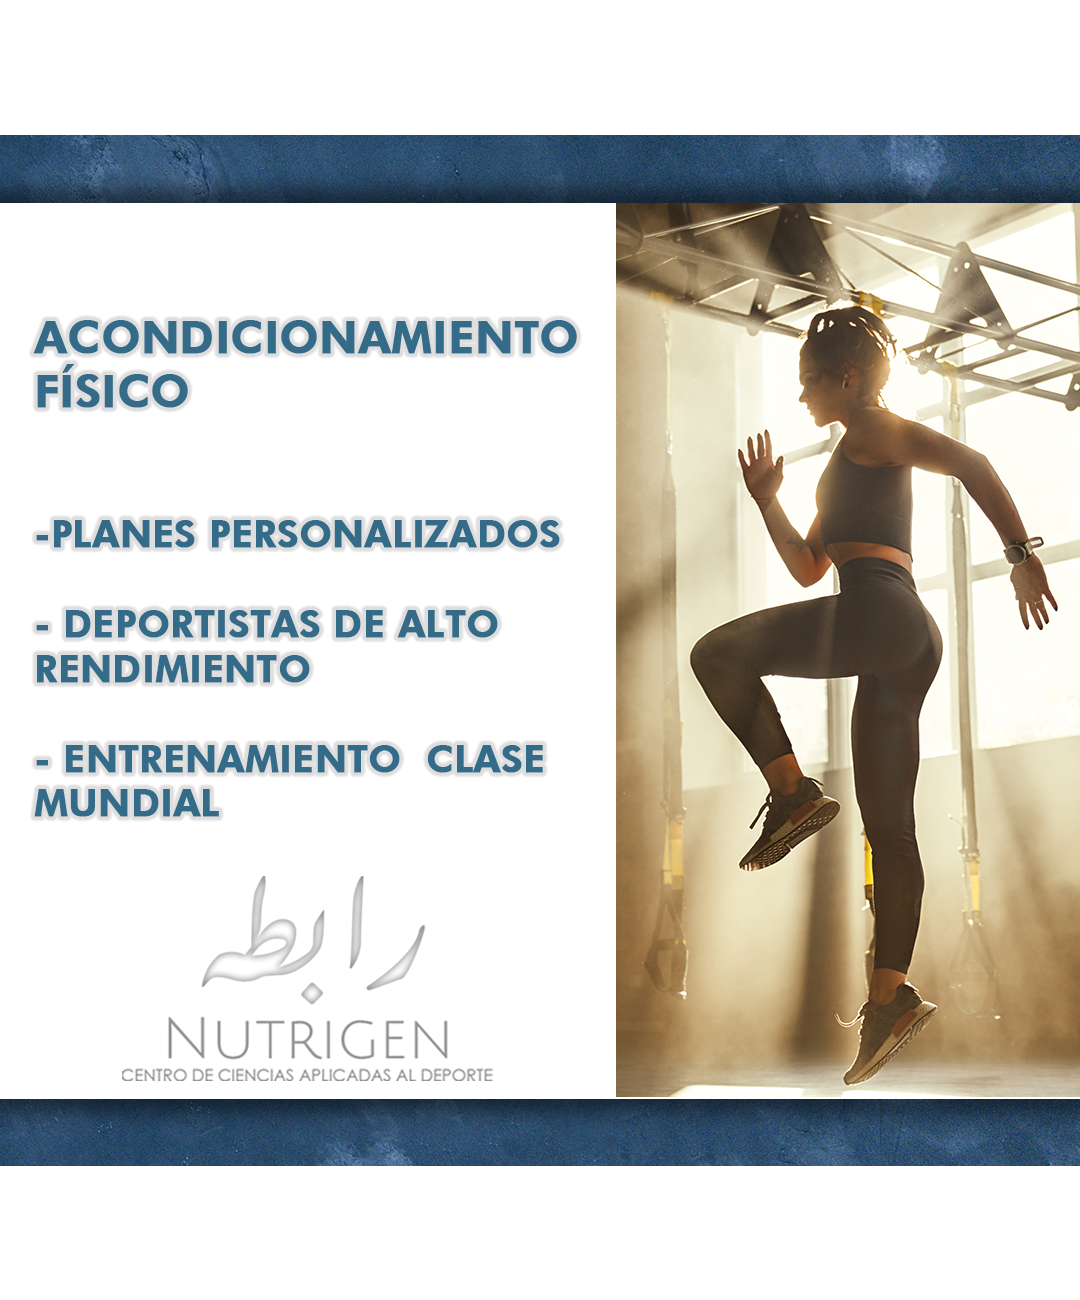 ACONDICIONAMIENTO
FÍSICO
-PLANES PERSONALIZADOS
- DEPORTISTAS DE ALTO
RENDIMIENTO
- ENTRENAMIENTO CLASE
MUNDIAL
رابطہ
NUTRIGEN
CENTRO DE CIENCIAS APLICADAS AL DEPORTE